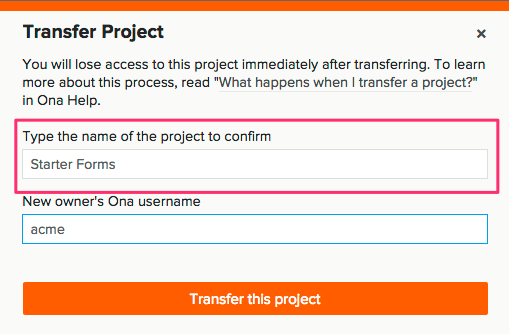 Transfer Project
×
You will lose access to this project immediately after transferring. To learn
more about this process, read "What happens when I transfer a project?"
in Ona Help.
Type the name of the project to confirm
Starter Forms
New owner's Ona username
acme
Transfer this project